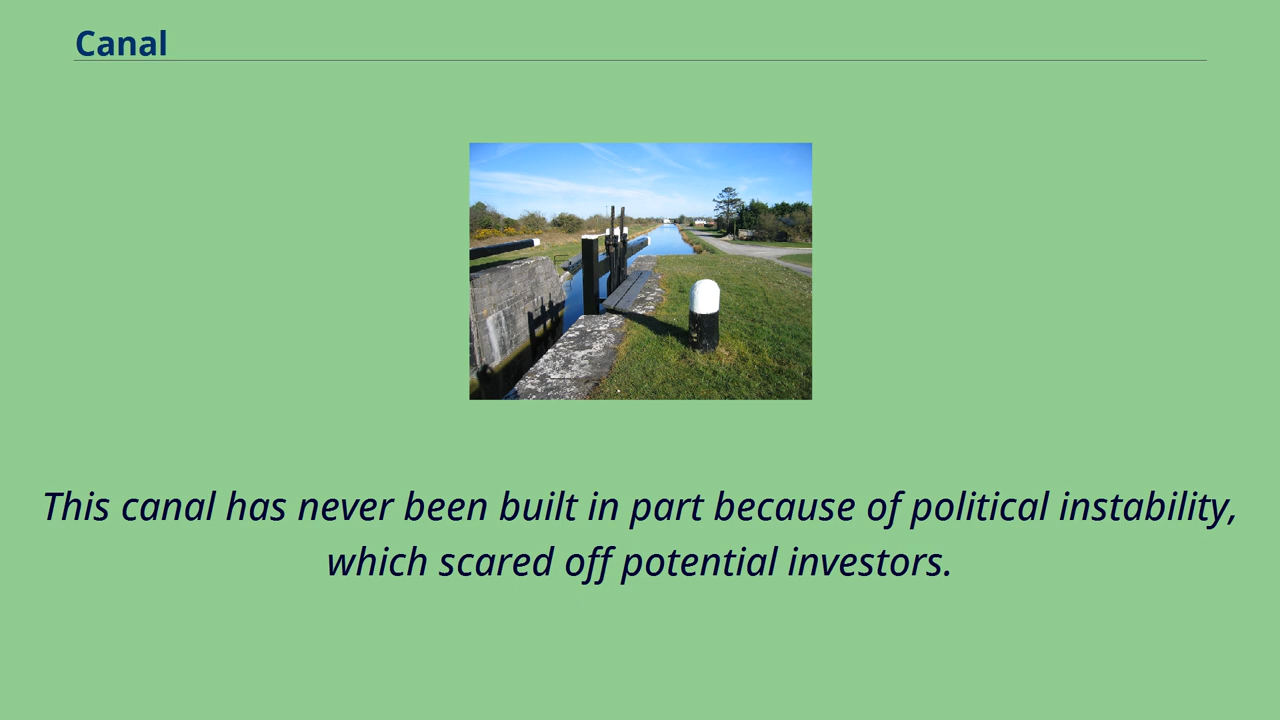 Canal
This canal has never been built in part because of political instability,
which scared off potential investors.